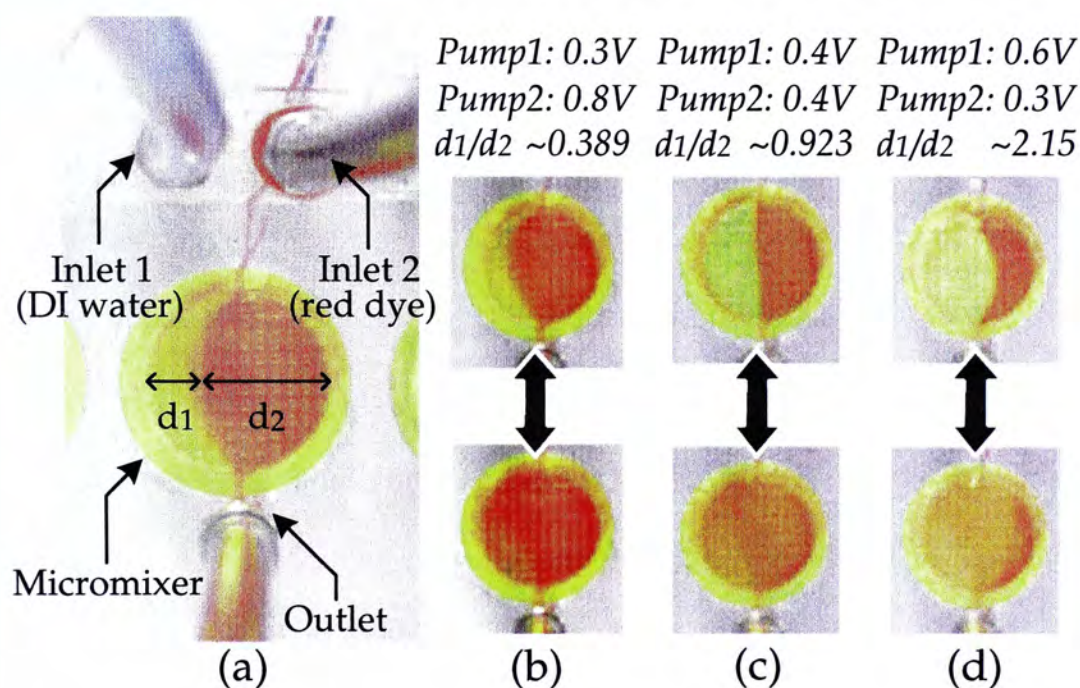 Pump1: 0.3V
Pump2: 0.8V
d1/d2 ~0.389
Pump1: 0.4V
Pump2: 0.4V
d1/d2 ~0.923
Pump1: 0.6V
Pump2: 0.3V
d1/d2 ~2.15
Inlet 1
(DI water)
Inlet 2
(red dye)
d1
d2
Micromixer
Outlet
(a)
(b)
(c)
(d)